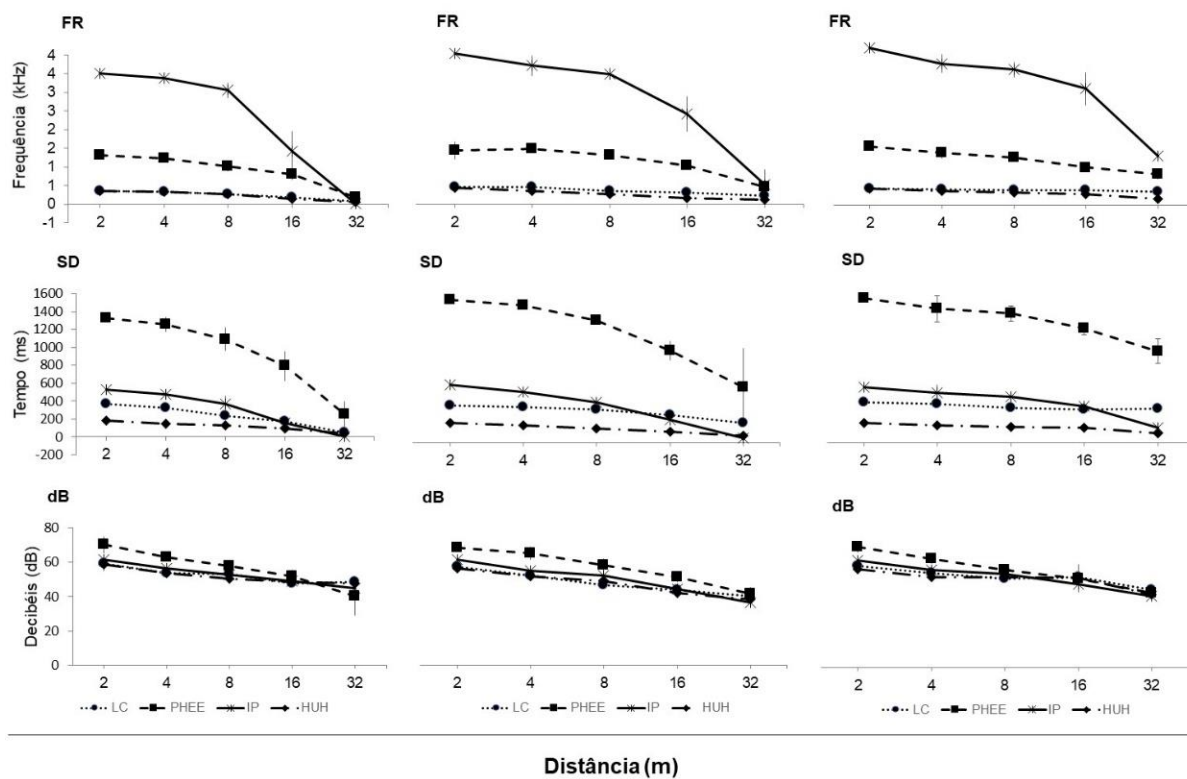 FR FR FR
Frequência (kHz)
4
4
3
3
2
2
1
1
0
-1
2 4 8 16 32
2 4 8 16 32
2 4 8 16 32
SD SD SD
Tempo (ms)
1600
1400
1200
1000
800
600
400
200
0
-200
2 4 8 16 32
2 4 8 16 32
2 4 8 16 32
dB dB dB
Decibéis (dB)
80
60
40
20
0
2 4 8 16 32
2 4 8 16 32
2 4 8 16 32
LC PHEE IP HUH
LC PHEE IP HUH
LC PHEE IP HUH
Distância (m)